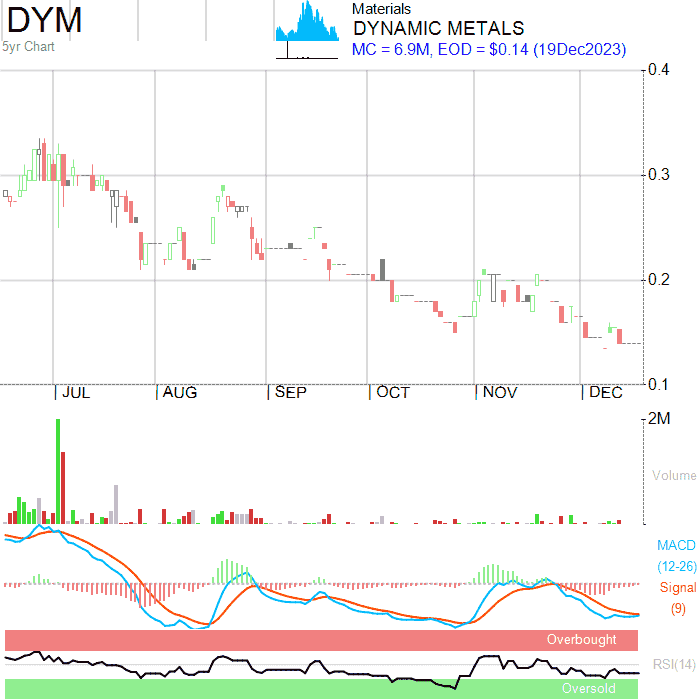 DYM
5yr Chart
Materials
DYNAMIC METALS
MC = 6.9M, EOD = $0.14 (19Dec2023)
0.4
0.3
0.2
0.1
JUL AUG SEP OCT NOV DEC
2M
Volume
MACD
(12-26)
Signal
(9)
Overbought
RSI(14)
Oversold